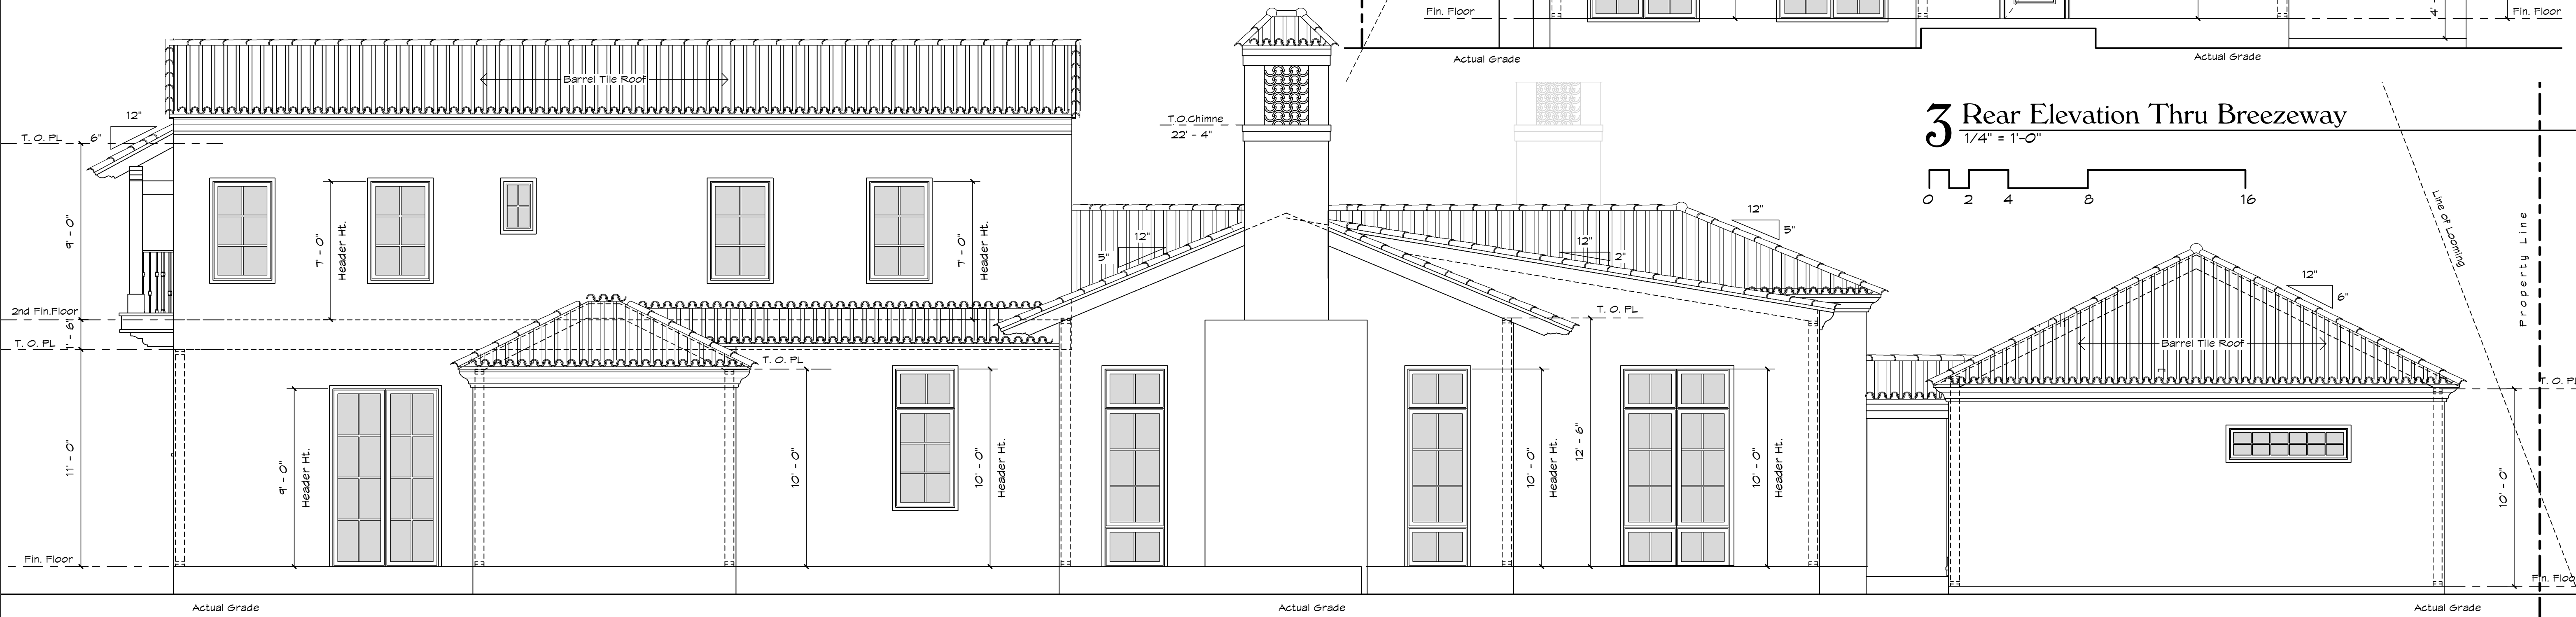 Fin. Floor
Fin. Floor
Actual Grade
Actual Grade
3 Rear Elevation Thru Breezeway
1/4" = 1'-0"
0 2 4 8 16
Barrel Tile Roof
T.O.Chimne
22' - 4"
12"
6"
T. O. PL
9' - 0"
7' - 0"
Header Ht.
7' - 0"
Header Ht.
12"
5"
12"
2"
12"
5"
Line of Looming
Property Line
12"
6"
2nd Fin.Floor
T. O. PL
T. O. PL
T. O. PL
Barrel Tile Roof
T. O. PL
11' - 0"
9' - 0"
Header Ht.
10' - 0"
10' - 0"
Header Ht.
10' - 0"
Header Ht.
12' - 6"
10' - 0"
Header Ht.
10' - 0"
Fin. Floor
Actual Grade
Actual Grade
Actual Grade